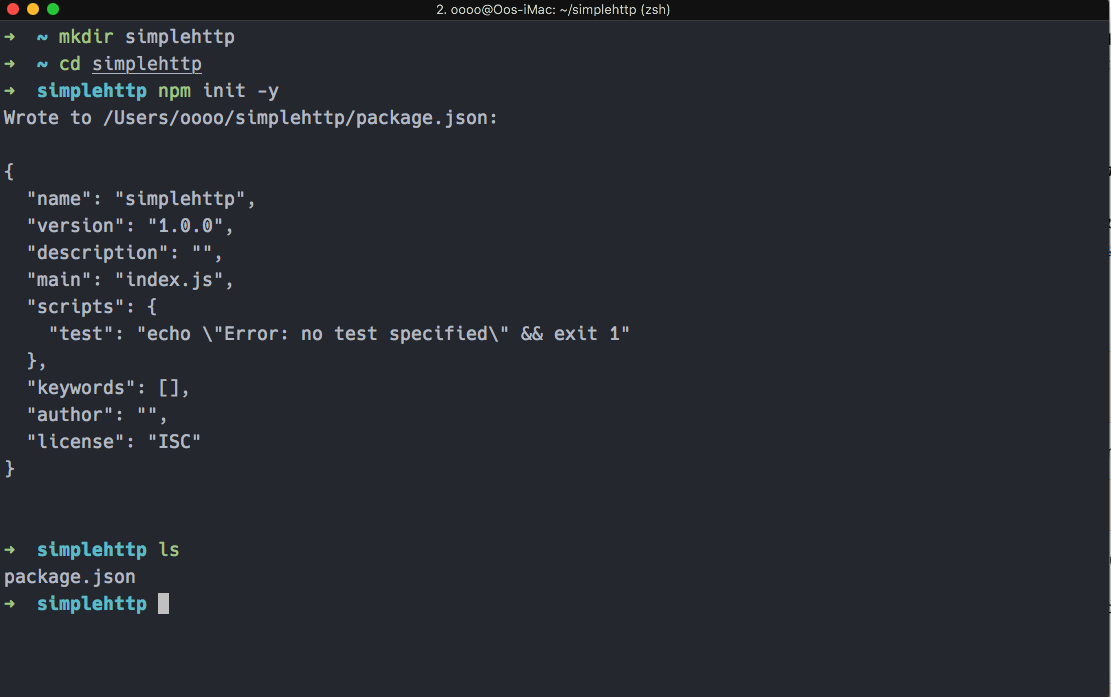 2. oooo@Oos-iMac: ~/simplehttp (zsh)
➜  ~ mkdir simplehttp
➜  ~ cd simplehttp
➜  simplehttp npm init -y
Wrote to /Users/oooo/simplehttp/package.json:

{
  "name": "simplehttp",
  "version": "1.0.0",
  "description": "",
  "main": "index.js",
  "scripts": {
    "test": "echo \"Error: no test specified\" && exit 1"
  },
  "keywords": [],
  "author": "",
  "license": "ISC"
}


➜  simplehttp ls
package.json
➜  simplehttp